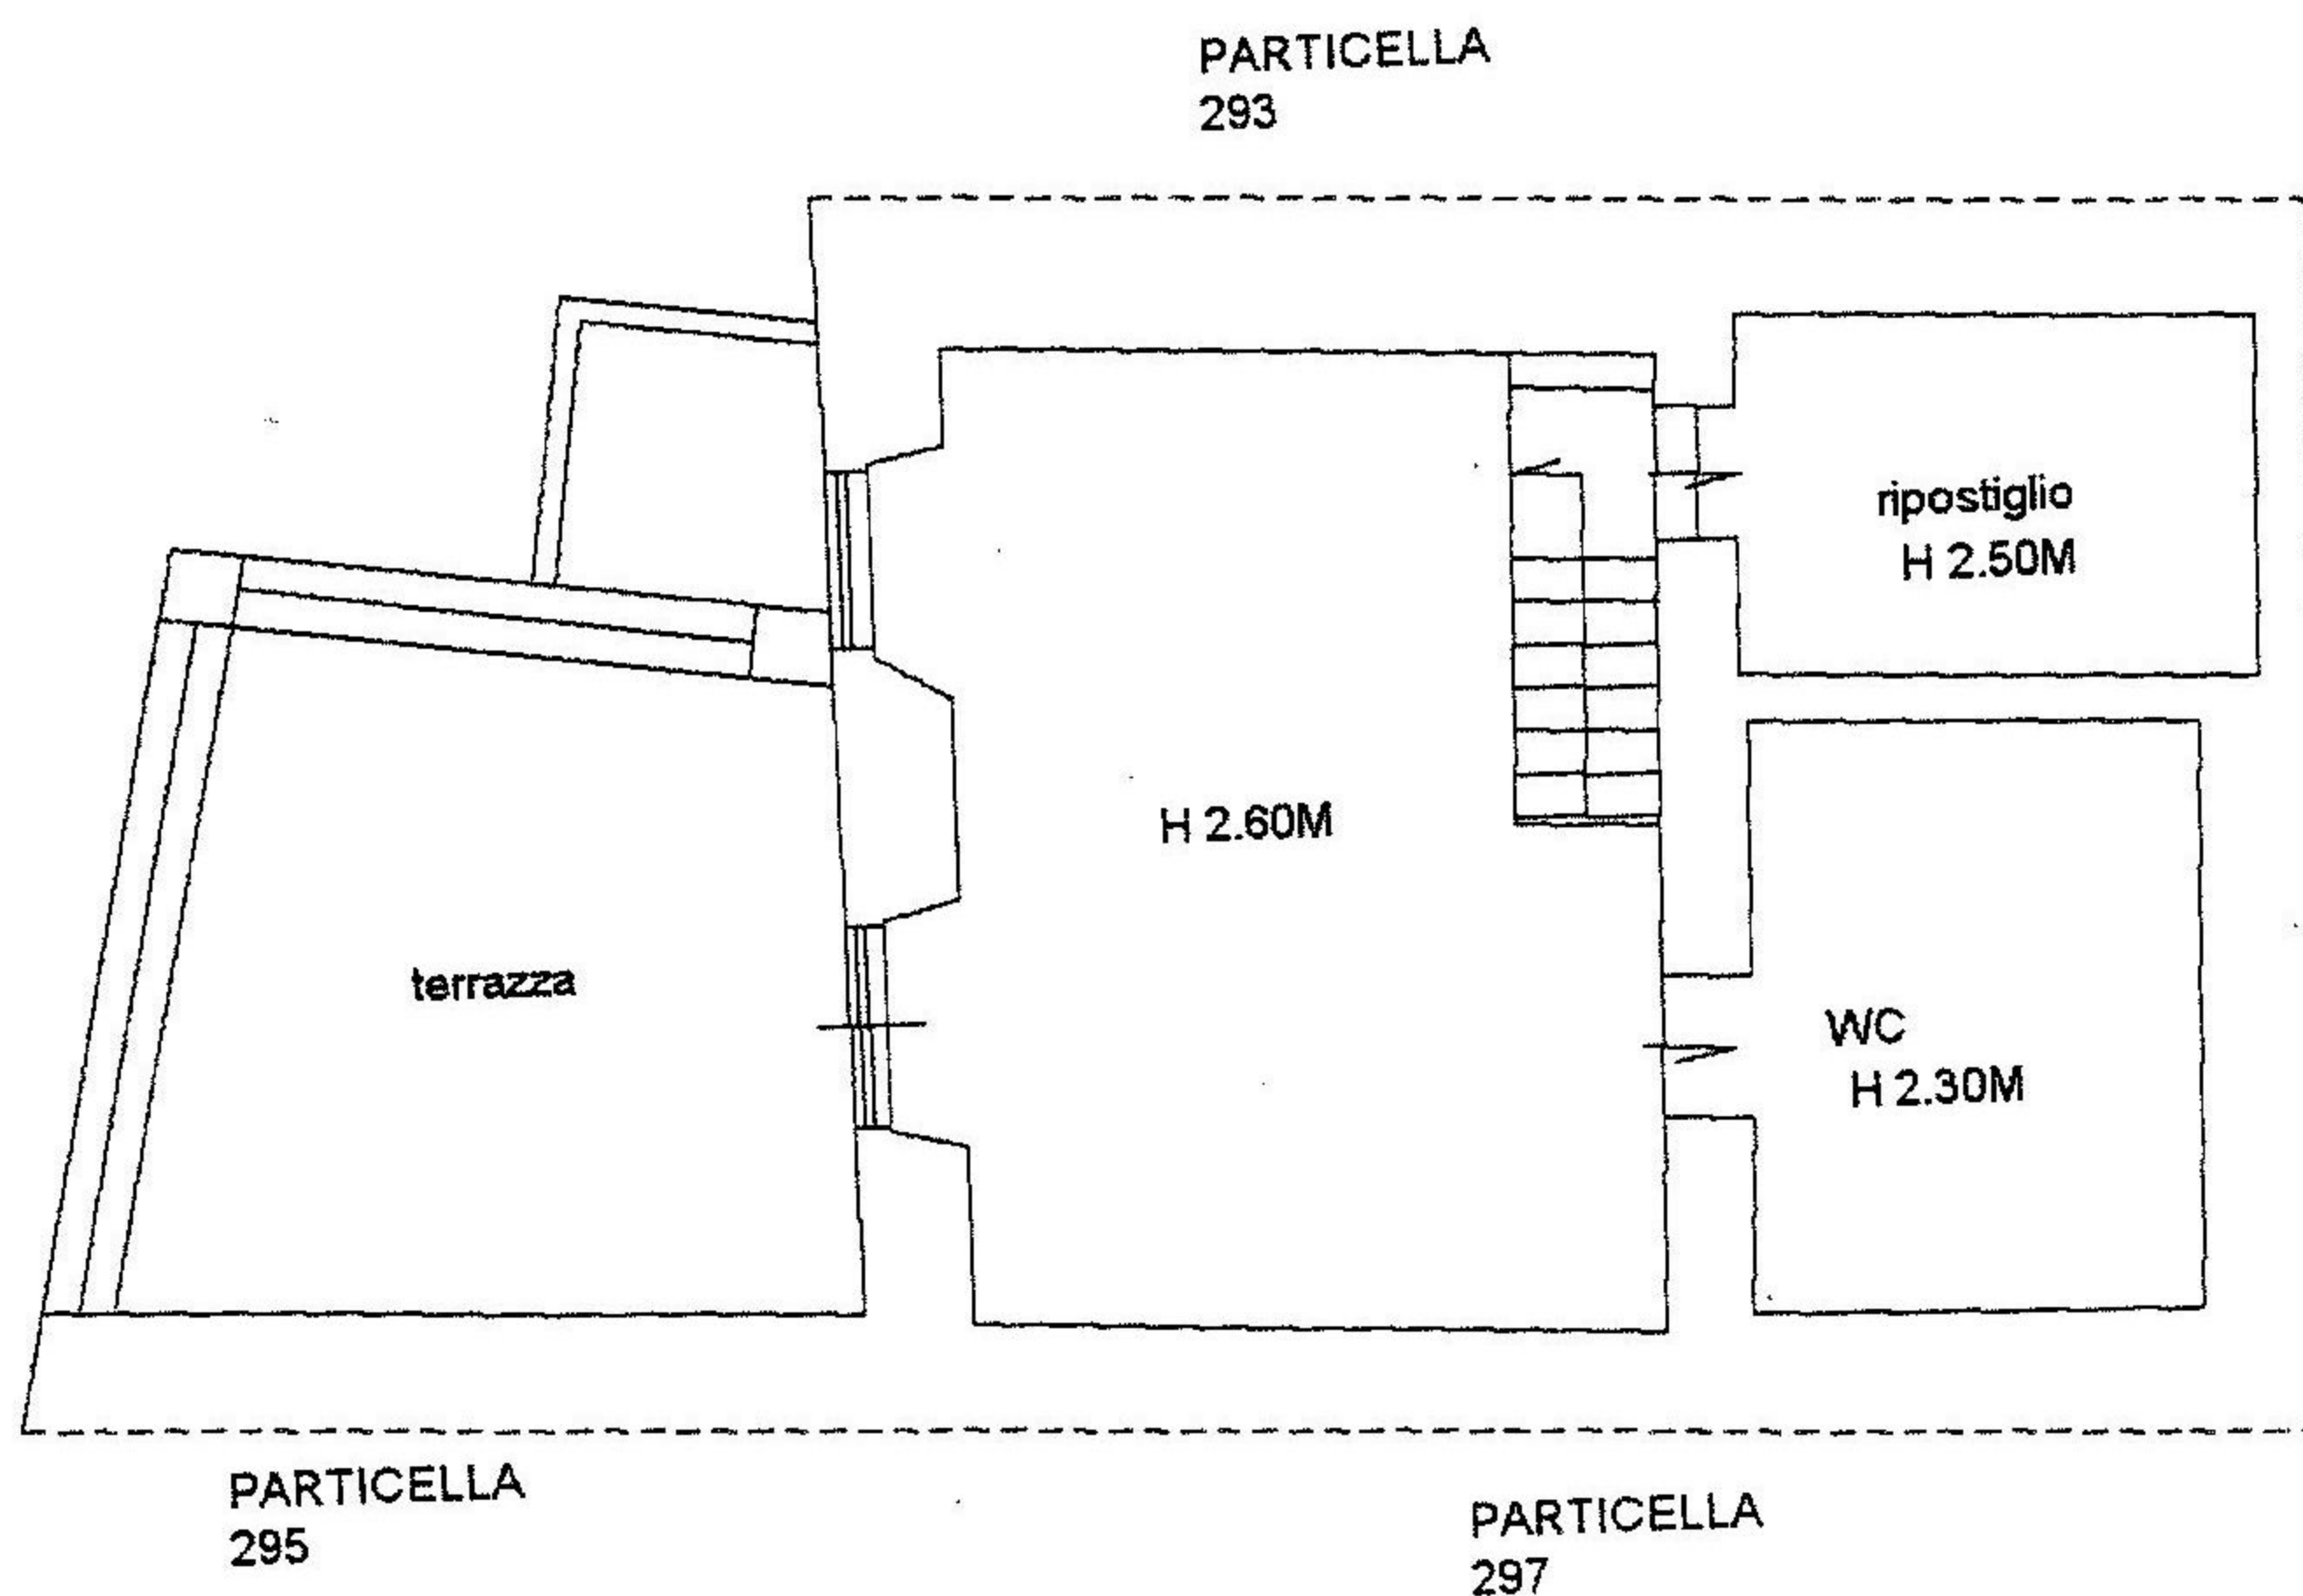 PARTICELLA
293
ripostiglio
H 2.50M
H 2.60M
terrazza
WC
H 2.30M
PARTICELLA
295
PARTICELLA
297